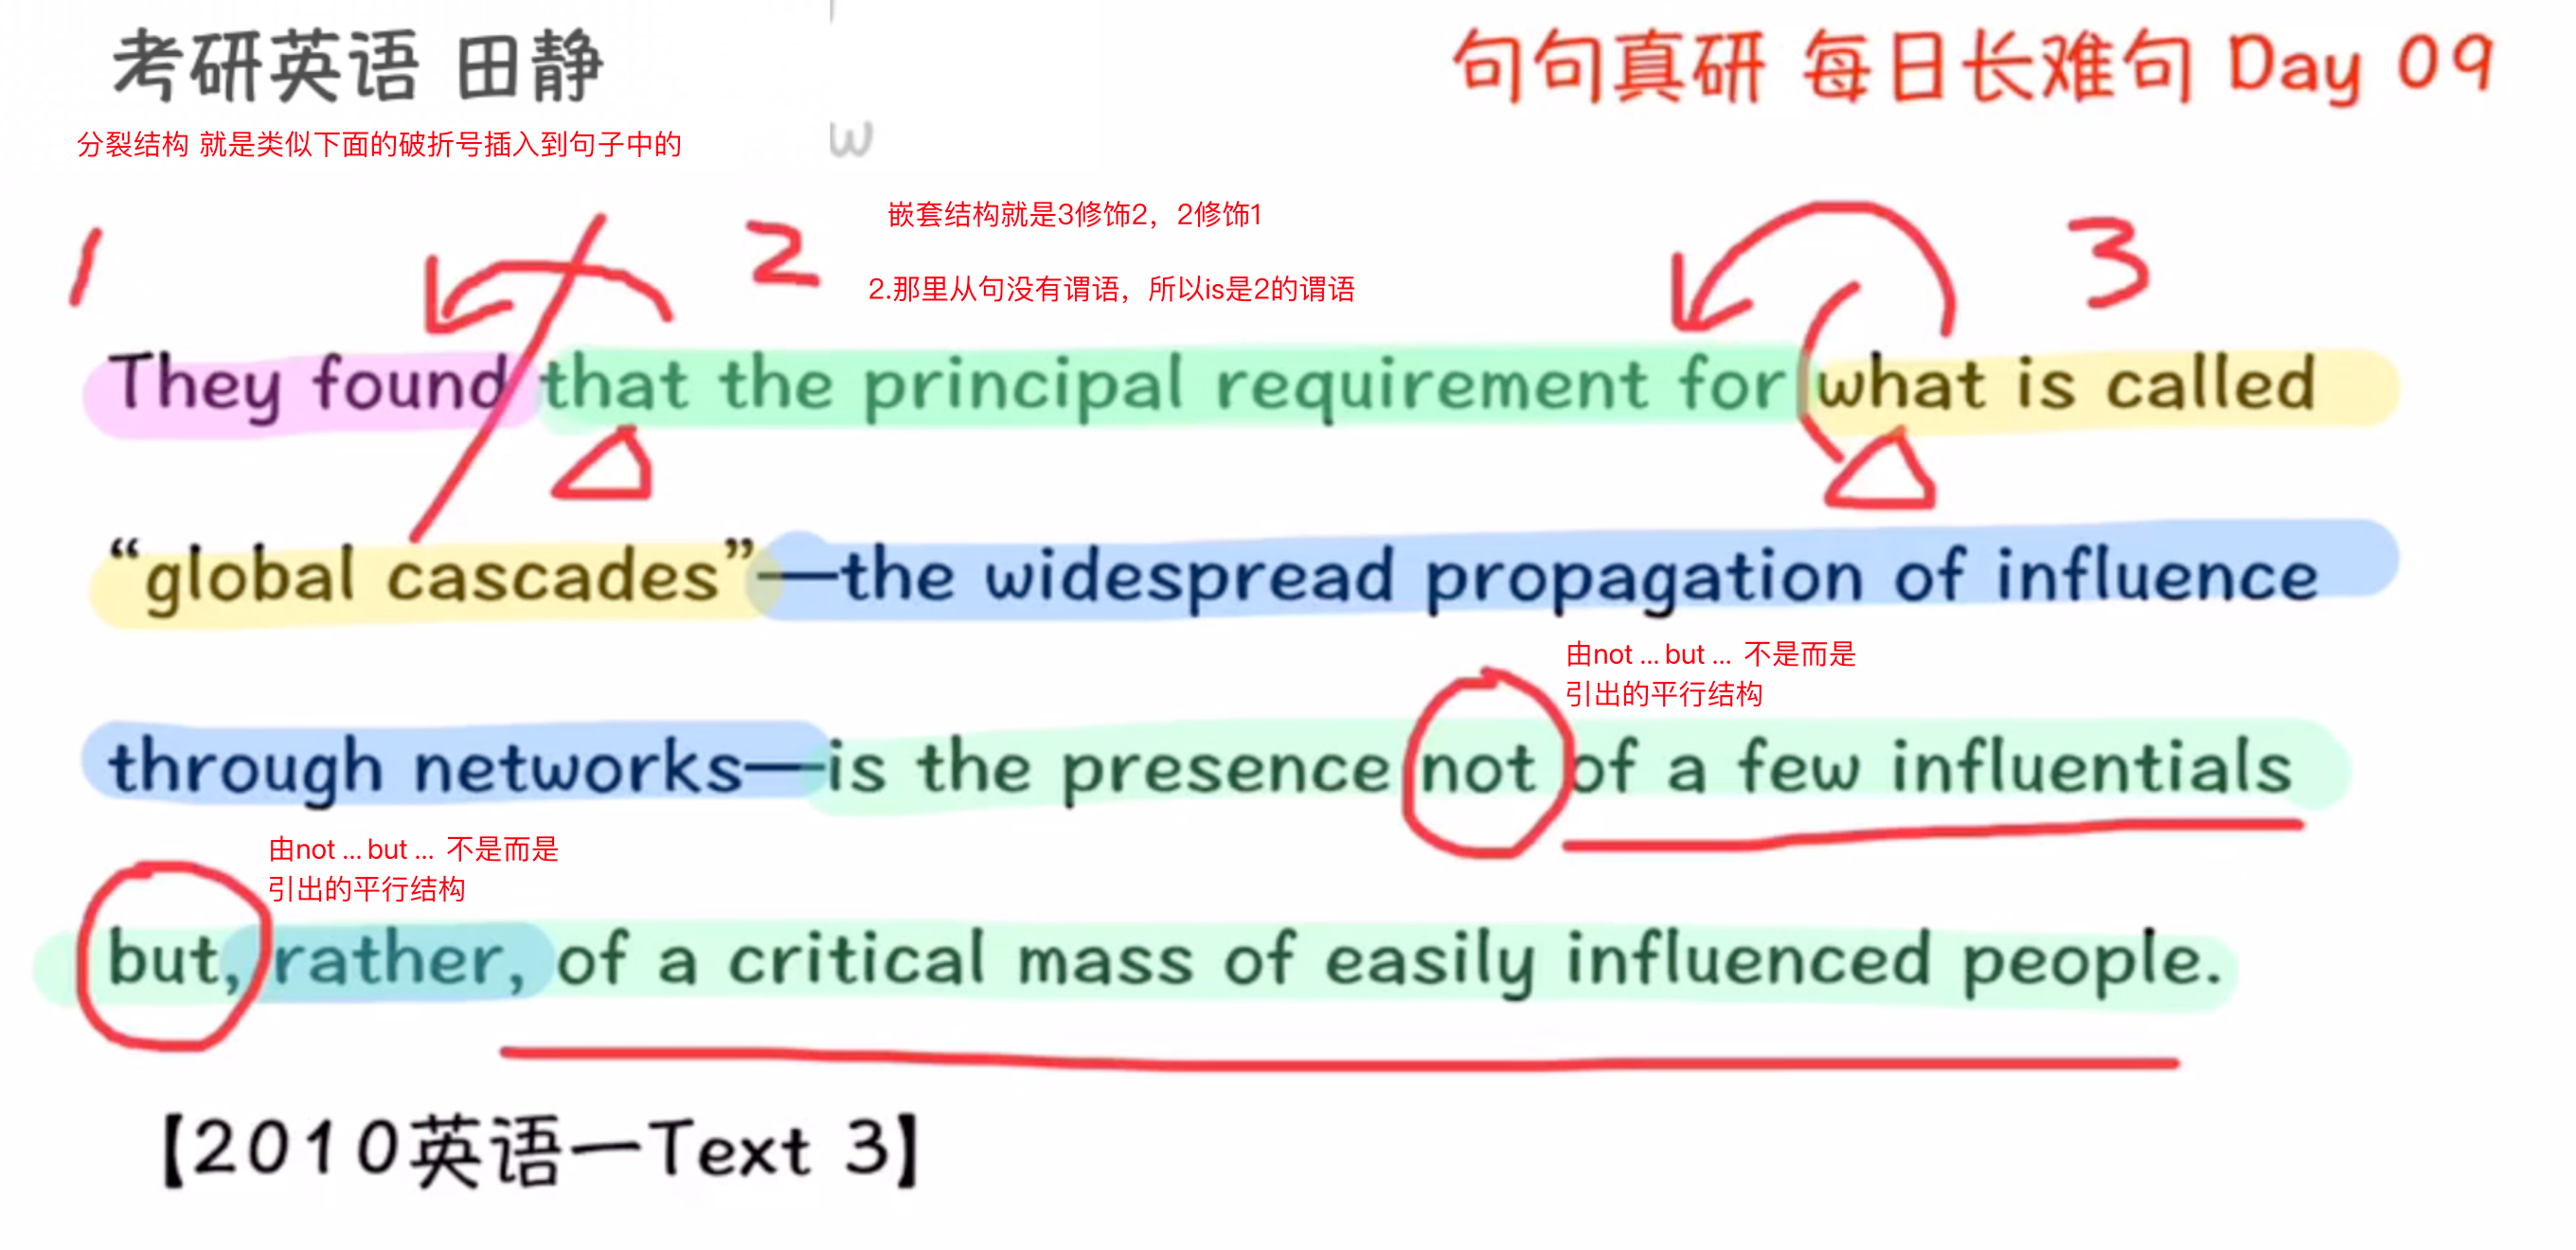 考研英语 田静
句句真研 每日长难句 Day 09
分裂结构 就是类似下面的破折号插入到句子中的
w
嵌套结构就是3修饰2，2修饰1
1
2
3
2.那里从句没有谓语，所以is是2的谓语
They found that the principal requirement for what is called
“global cascades”—the widespread propagation of influence
由not ... but ... 不是而是
引出的平行结构
through networks—is the presence not of a few influentials
由not ... but ... 不是而是
引出的平行结构
but, rather, of a critical mass of easily influenced people.
【2010英语一Text 3】